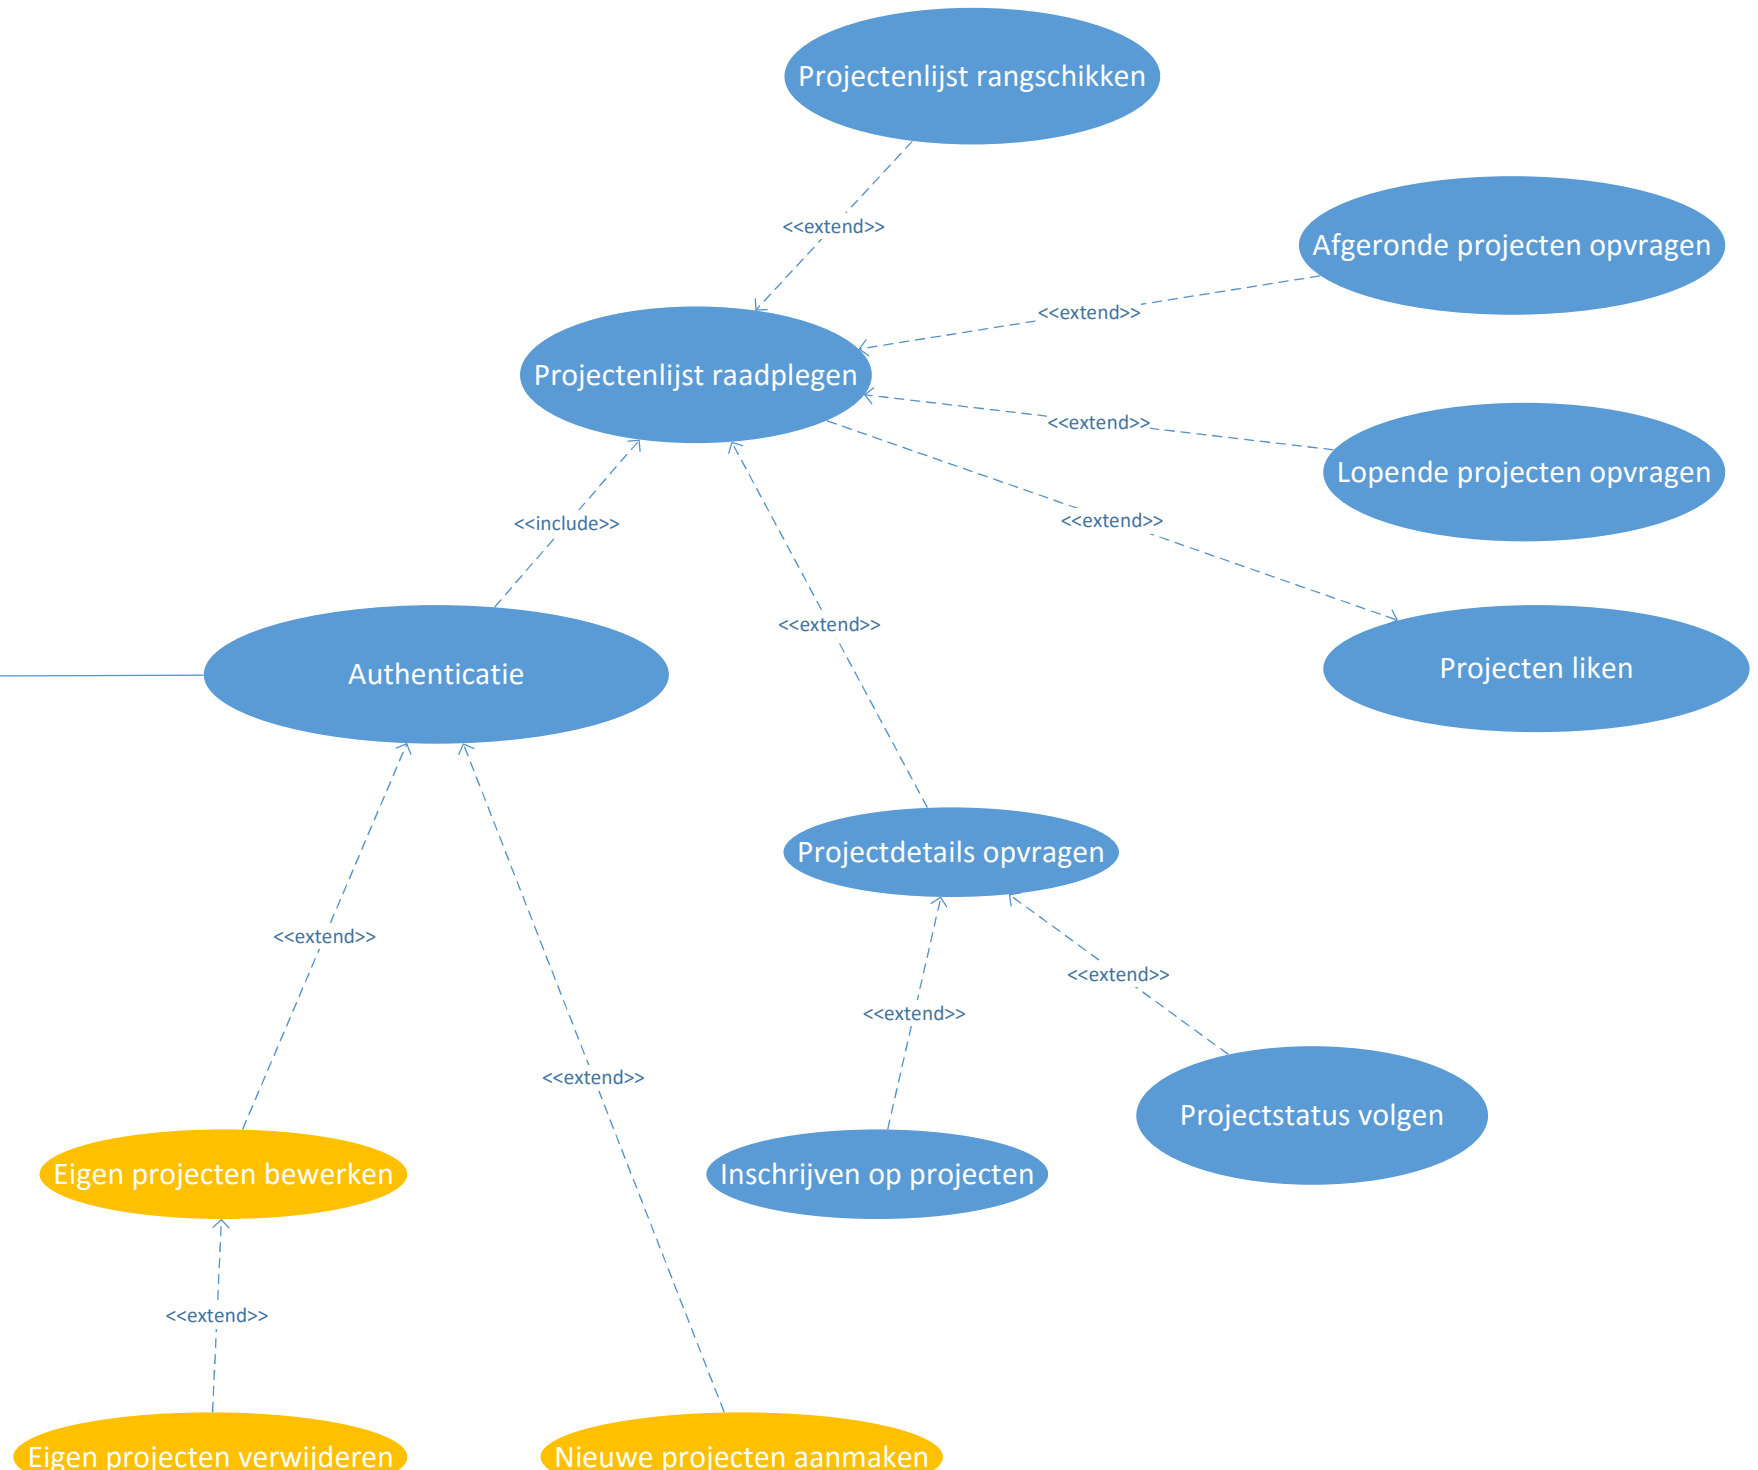 Projectenlijst rangschikken
<<extend>>
Afgeronde projecten opvragen
<<extend>>
Projectenlijst raadplegen
<<extend>>
Lopende projecten opvragen
<<include>>
<<extend>>
<<extend>>
Authenticatie
Projecten liken
Projectdetails opvragen
<<extend>>
<<extend>>
<<extend>>
<<extend>>
Projectstatus volgen
Eigen projecten bewerken
Inschrijven op projecten
<<extend>>
Eigen projecten verwijderen
Nieuwe projecten aanmaken